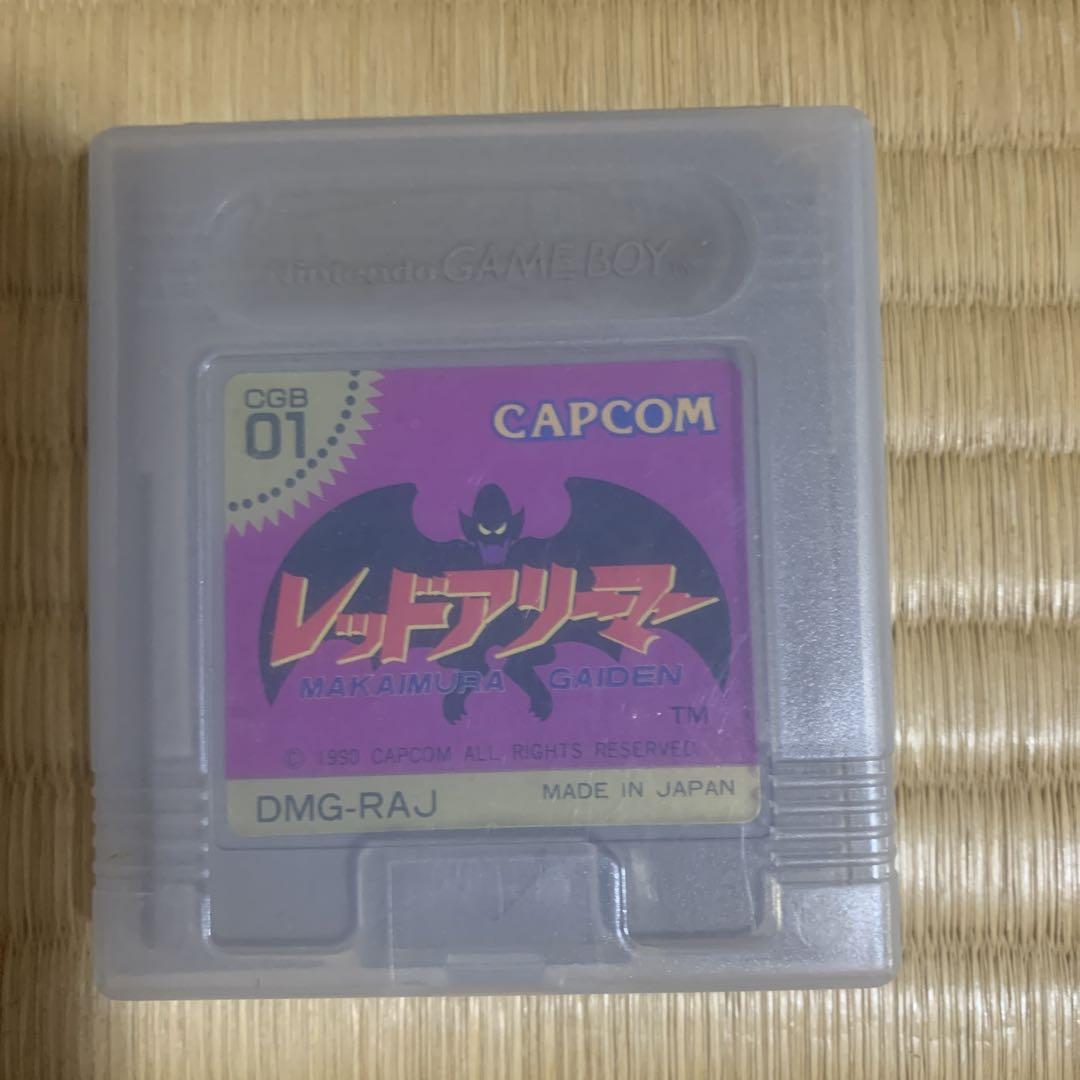 Nintendo GAME BOY TM
CGB
01
CAPCOM
レッドアリーマー
MAKAIMURA GAIDEN
TM
© 1990 CAPCOM ALL RIGHTS RESERVED.
DMG-RAJ
MADE IN JAPAN